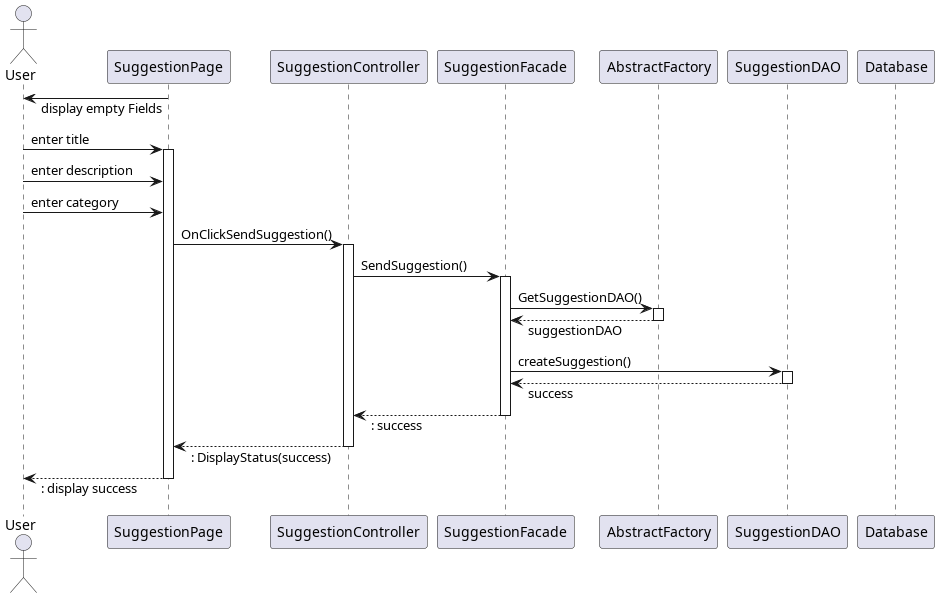 User
SuggestionPage
SuggestionController
SuggestionFacade
AbstractFactory
SuggestionDAO
Database
display empty Fields
enter title
enter description
enter category
OnClickSendSuggestion()
SendSuggestion()
GetSuggestionDAO()
suggestionDAO
createSuggestion()
success
: success
: DisplayStatus(success)
: display success
User
SuggestionPage
SuggestionController
SuggestionFacade
AbstractFactory
SuggestionDAO
Database